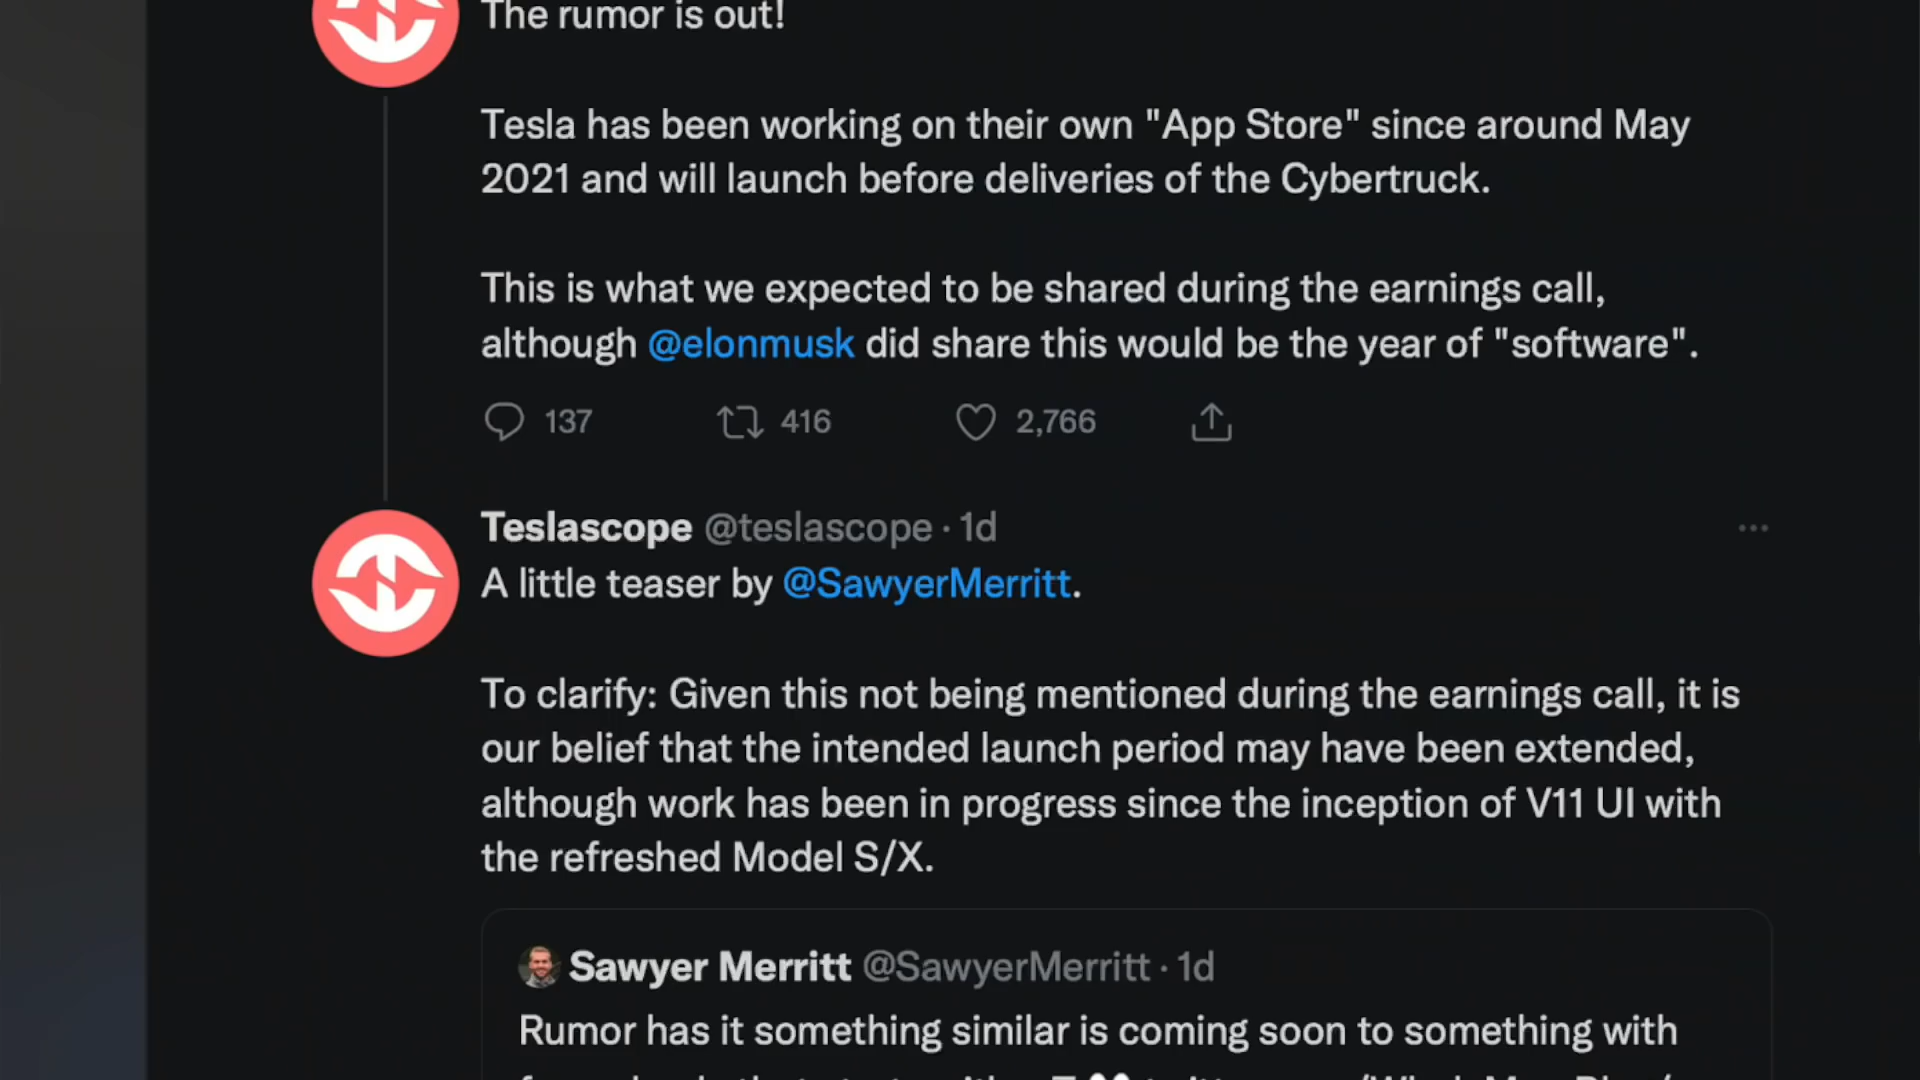 The rumor is out!
Tesla has been working on their own "App Store" since around May
2021 and will launch before deliveries of the Cybertruck.
This is what we expected to be shared during the earnings call,
although @elonmusk did share this would be the year of "software".
137 416 2,766
Teslascope @teslascope · 1d
A little teaser by @SawyerMerritt.
To clarify: Given this not being mentioned during the earnings call, it is
our belief that the intended launch period may have been extended,
although work has been in progress since the inception of V11 UI with
the refreshed Model S/X.
Sawyer Merritt @SawyerMerritt · 1d
Rumor has it something similar is coming soon to something with